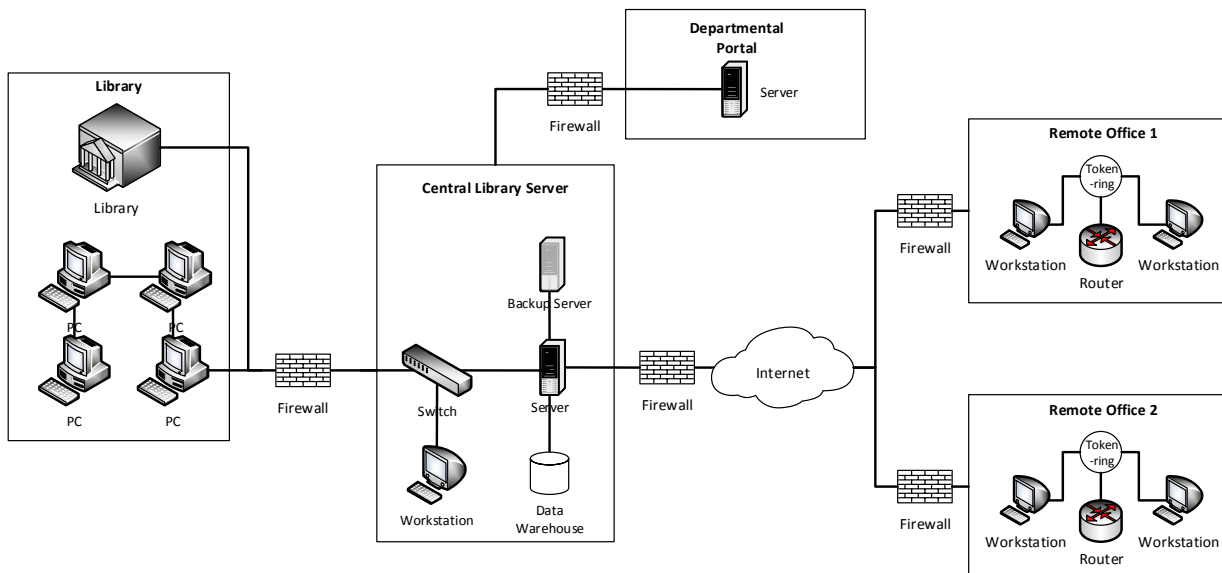 Departmental
Portal
Server
Firewall
Library
Library
PC
PC
PC
PC
Firewall
Central Library Server
Backup Server
Switch
Server
Workstation
Data
Warehouse
Firewall
Internet
Firewall
Remote Office 1
Token
-ring
Workstation
Workstation
Router
Firewall
Remote Office 2
Token
-ring
Workstation
Workstation
Router